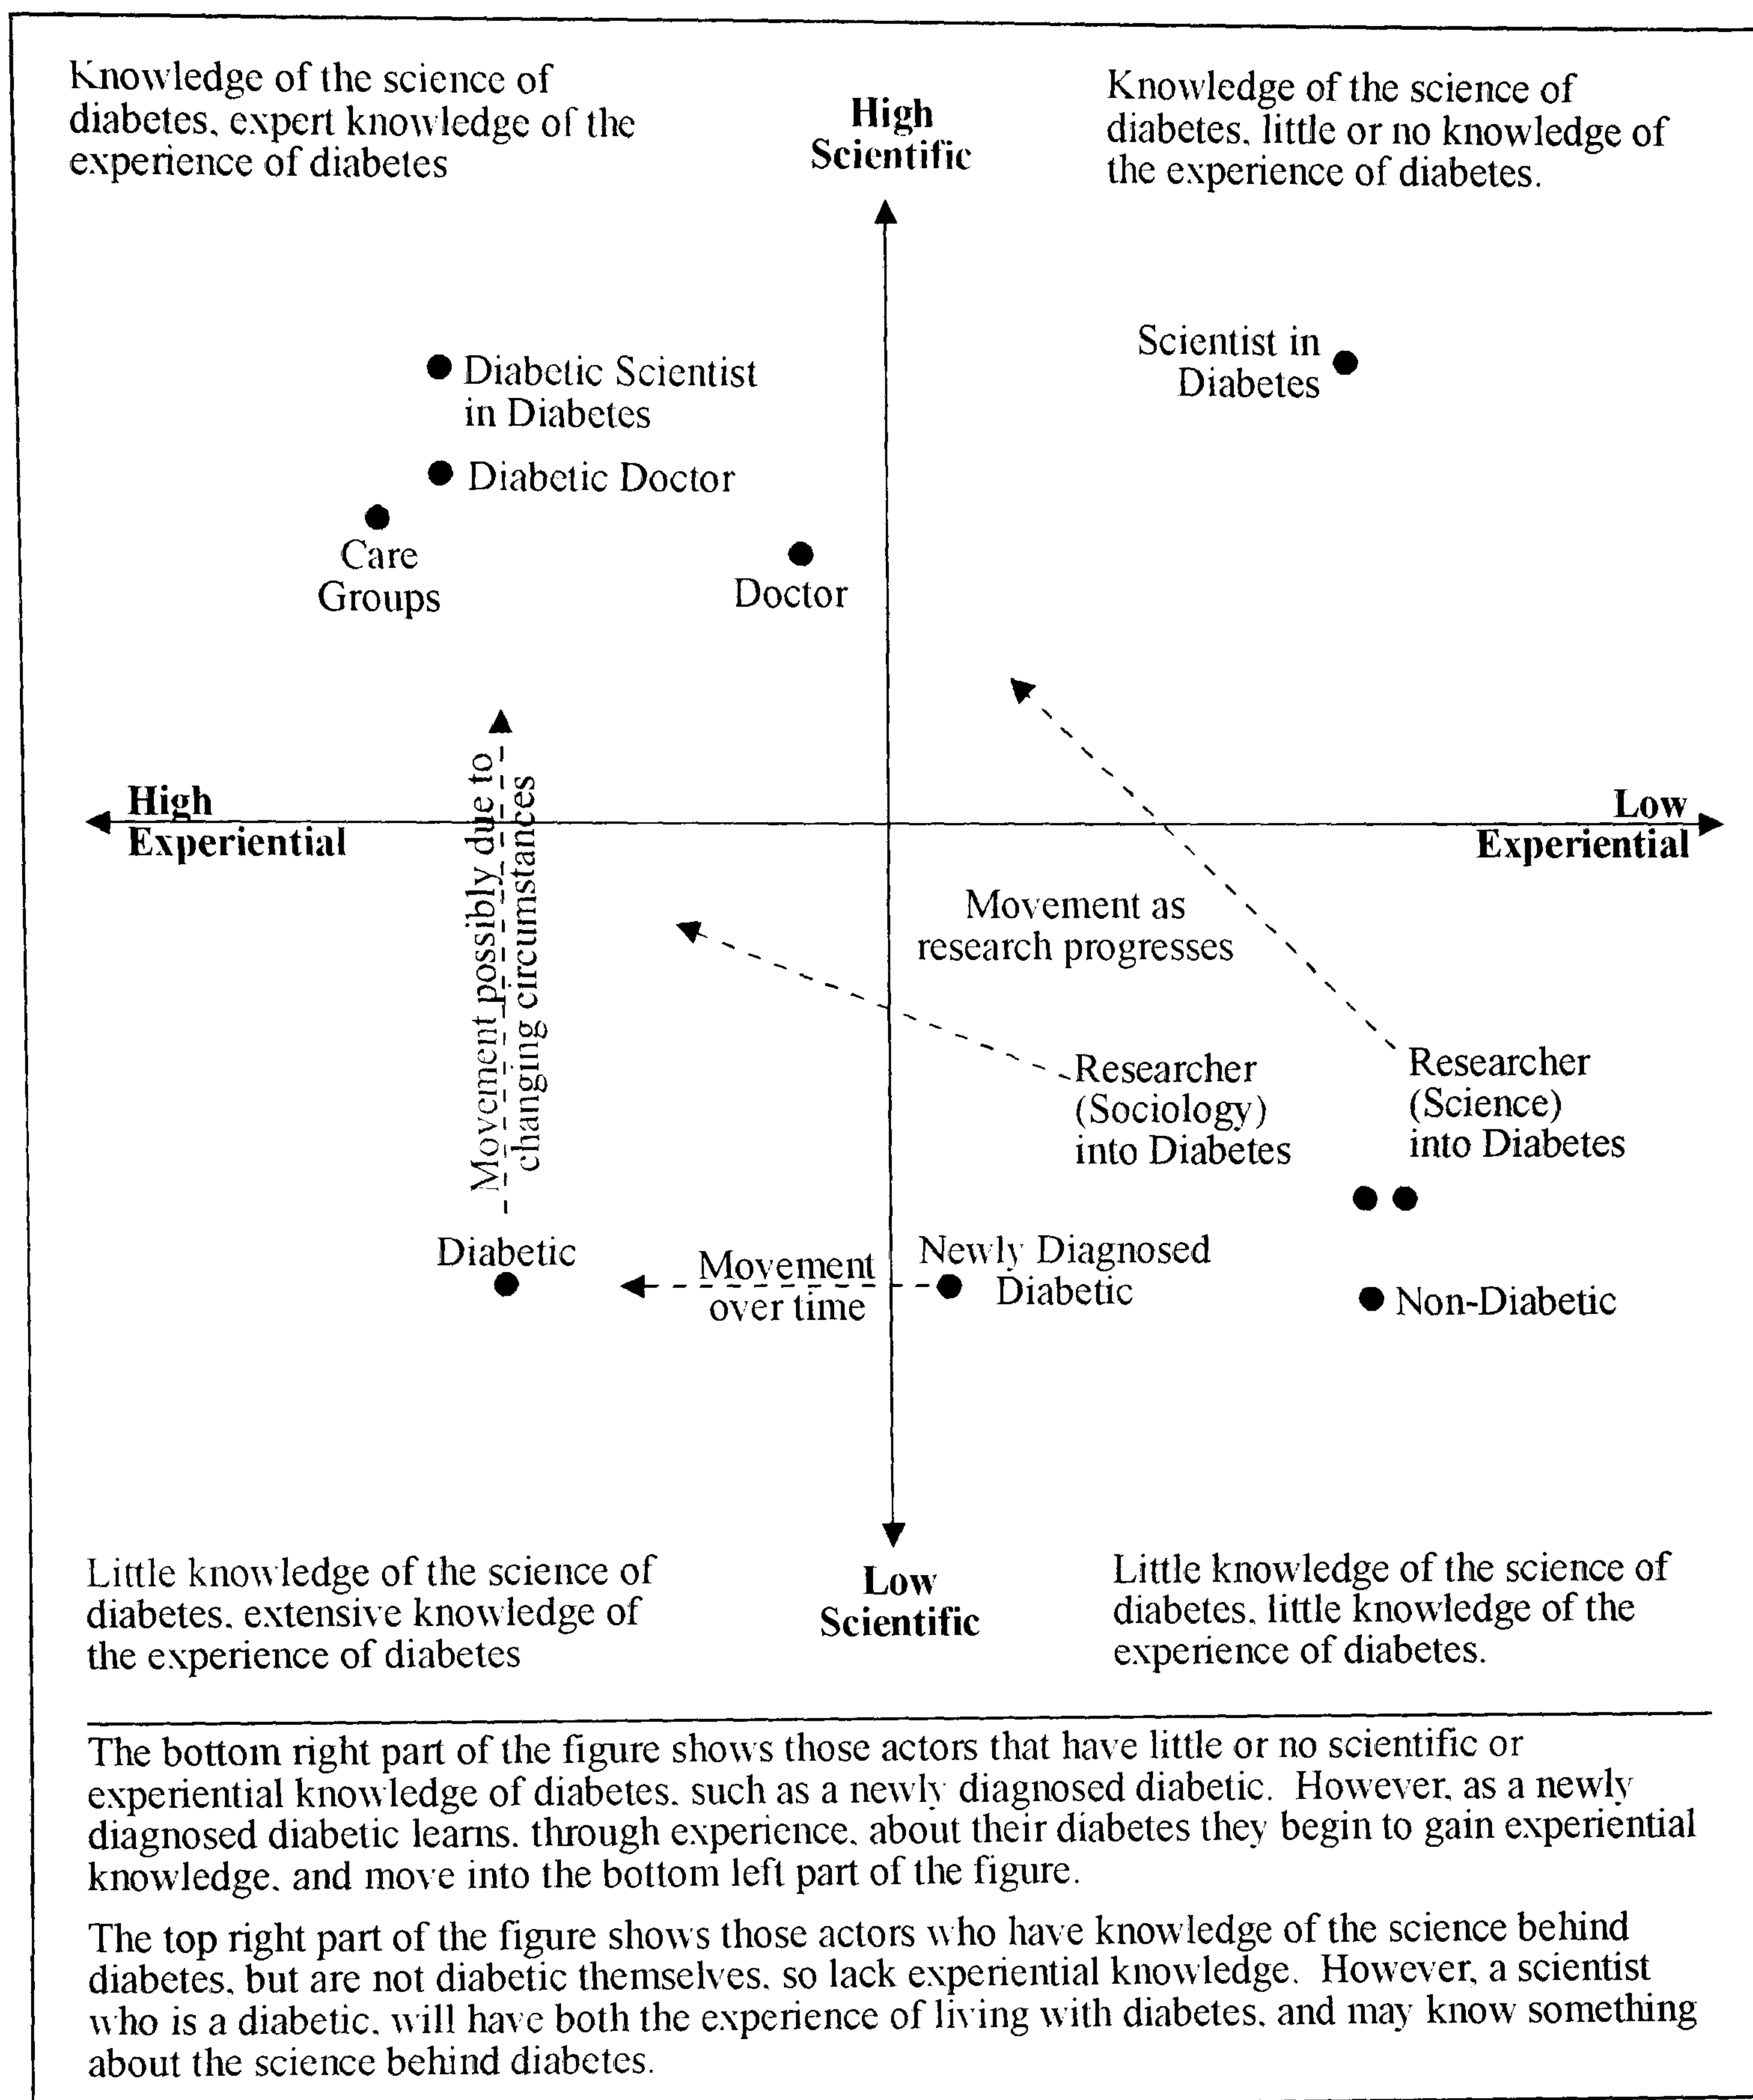 Knowledge of the science of
diabetes, expert knowledge of the
experience of diabetes
High
Scientific
Knowledge of the science of
diabetes, little or no knowledge of
the experience of diabetes.
Diabetic Scientist
in Diabetes
Scientist in
Diabetes
Diabetic Doctor
Care
Groups
Doctor
High
Experiential
Low
Experiential
Movement possibly due to
changing circumstances
Movement as
research progresses
Researcher
(Sociology)
into Diabetes
Researcher
(Science)
into Diabetes
Diabetic
Movement
over time
Newly Diagnosed
Diabetic
Non-Diabetic
Little knowledge of the science of
diabetes, extensive knowledge of
the experience of diabetes
Low
Scientific
Little knowledge of the science of
diabetes, little knowledge of the
experience of diabetes.
The bottom right part of the figure shows those actors that have little or no scientific or
experiential knowledge of diabetes, such as a newly diagnosed diabetic. However, as a newly
diagnosed diabetic learns, through experience, about their diabetes they begin to gain experiential
knowledge, and move into the bottom left part of the figure.
The top right part of the figure shows those actors who have knowledge of the science behind
diabetes, but are not diabetic themselves, so lack experiential knowledge. However, a scientist
who is a diabetic, will have both the experience of living with diabetes, and may know something
about the science behind diabetes.